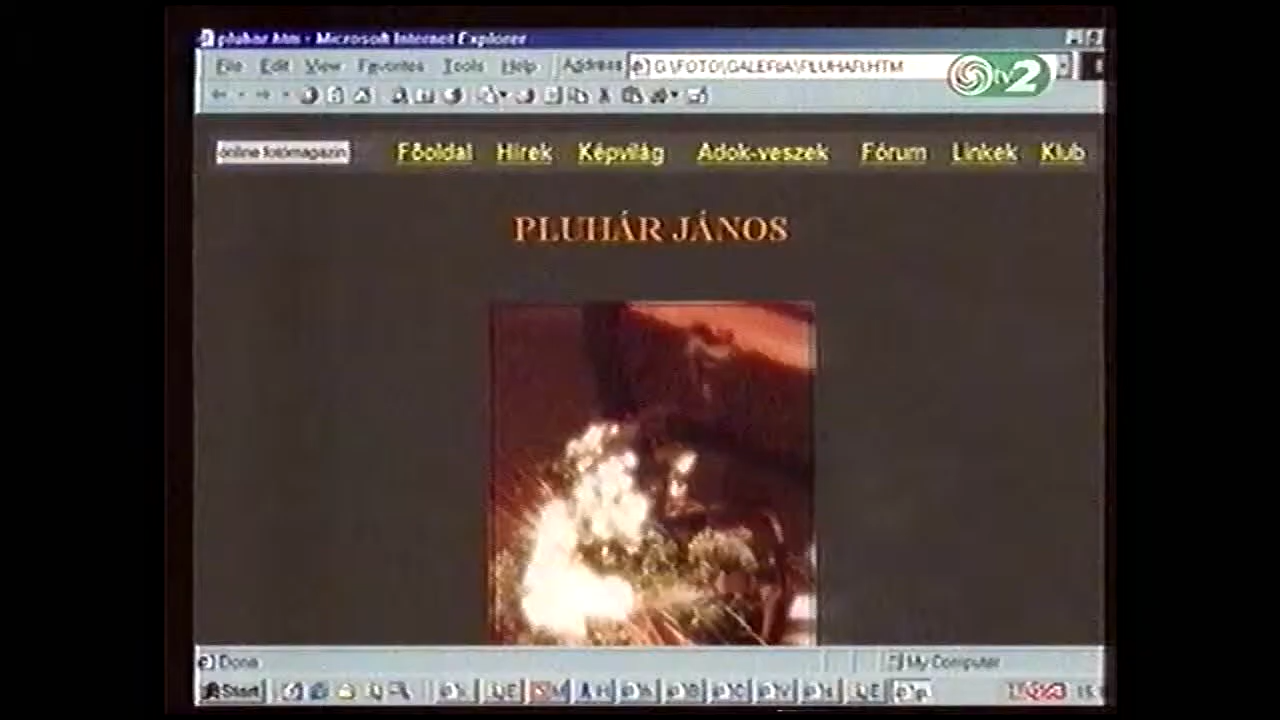 pluhar.htm - Microsoft Internet Explorer
File Edit View Favorites Tools Help Address G:\FOTO\GALERIA\PLUHAR.HTM
tv2
online fotómagazin Főoldal Hírek Képvilág Adok-veszek Fórum Linkek Klub
PLUHÁR JÁNOS
Done My Computer
Start